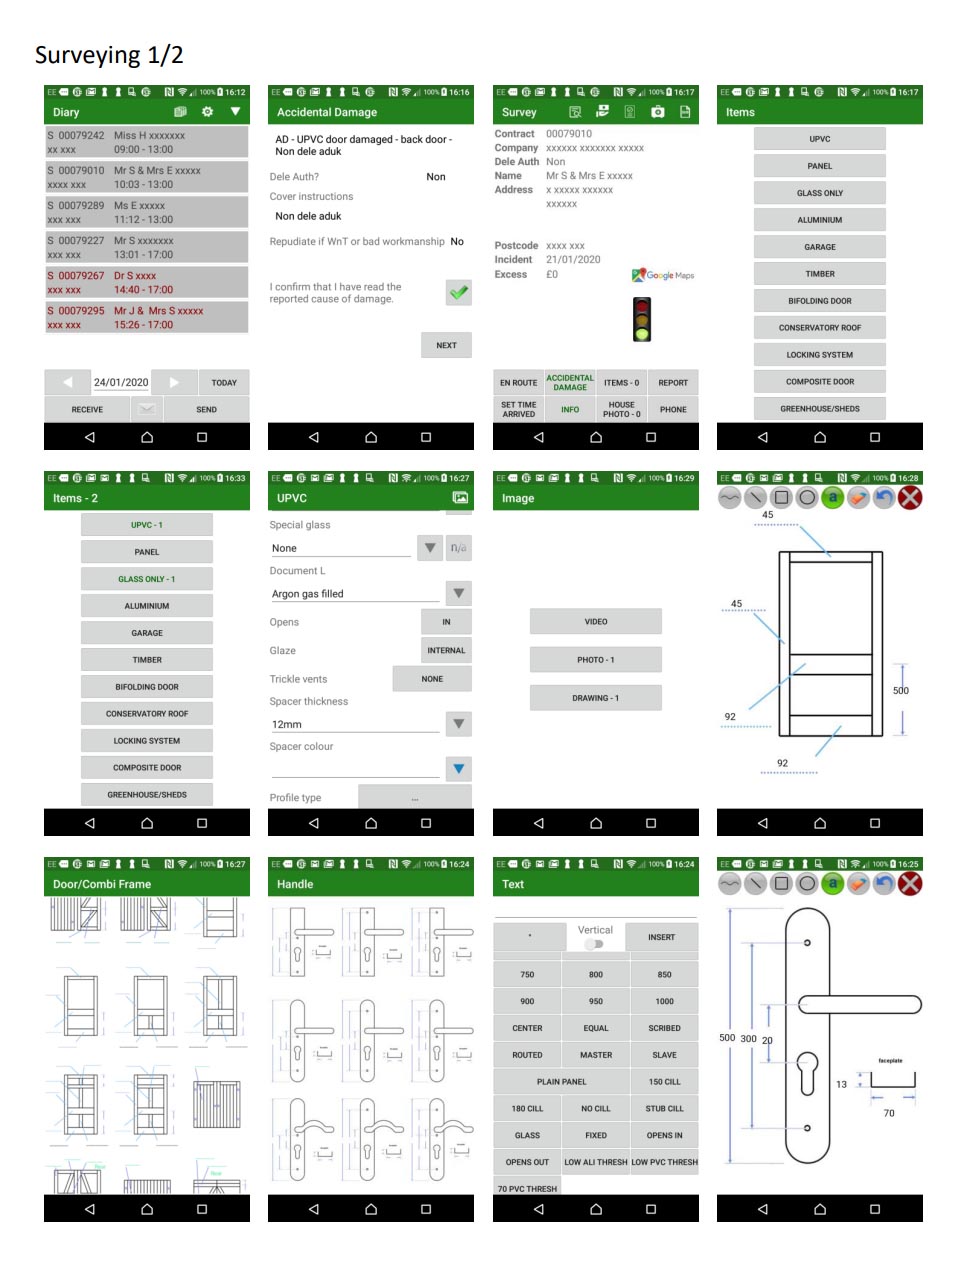 Surveying 1/2
EE 100% 16:12
Diary
S 00079242 Miss H xxxxxxx
xx xxx 09:00 - 13:00
S 00079010 Mr S & Mrs E xxxxx
xxxx xxx 10:03 - 13:00
S 00079289 Ms E xxxxx
xxx xxx 11:12 - 13:00
S 00079227 Mr S xxxxxxx
xxx xxx 13:01 - 17:00
S 00079267 Dr S xxxx
xxx xxx 14:40 - 17:00
S 00079295 Mr J & Mrs S xxxxx
xxx xxx 15:26 - 17:00
24/01/2020 TODAY
RECEIVE SEND
EE 100% 16:16
Accidental Damage
AD - UPVC door damaged - back door -
Non dele aduk
Dele Auth? Non
Cover instructions
Non dele aduk
Repudiate if WnT or bad workmanship No
I confirm that I have read the
reported cause of damage.
NEXT
EE 100% 16:17
Survey
Contract 00079010
Company xxxxxx xxxxxxx xxxxx
Dele Auth Non
Name Mr S & Mrs E xxxxx
Address x xxxxx xxxxxx
xxxxxx
Postcode xxxx xxx
Incident 21/01/2020
Excess £0
Google Maps
EN ROUTE ACCIDENTAL DAMAGE ITEMS - 0 REPORT
SET TIME ARRIVED INFO HOUSE PHOTO - 0 PHONE
EE 100% 16:17
Items
UPVC
PANEL
GLASS ONLY
ALUMINIUM
GARAGE
TIMBER
BIFOLDING DOOR
CONSERVATORY ROOF
LOCKING SYSTEM
COMPOSITE DOOR
GREENHOUSE/SHEDS
EE 100% 16:33
Items - 2
UPVC - 1
PANEL
GLASS ONLY - 1
ALUMINIUM
GARAGE
TIMBER
BIFOLDING DOOR
CONSERVATORY ROOF
LOCKING SYSTEM
COMPOSITE DOOR
GREENHOUSE/SHEDS
EE 100% 16:27
UPVC
Special glass
None n/a
Document L
Argon gas filled
Opens IN
Glaze INTERNAL
Trickle vents NONE
Spacer thickness
12mm
Spacer colour
Profile type ...
EE 100% 16:29
Image
VIDEO
PHOTO - 1
DRAWING - 1
EE 100% 16:28
a
45
45
500
92
92
EE 100% 16:27
Door/Combi Frame
EE 100% 16:24
Handle
EE 100% 16:24
Text
Vertical
INSERT
750 800 850
900 950 1000
CENTER EQUAL SCRIBED
ROUTED MASTER SLAVE
PLAIN PANEL 150 CILL
180 CILL NO CILL STUB CILL
GLASS FIXED OPENS IN
OPENS OUT LOW ALI THRESH LOW PVC THRESH
70 PVC THRESH
EE 100% 16:25
a
500 300 20
faceplate
13
70